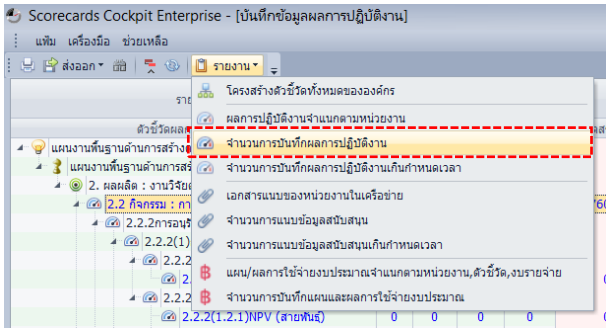 Scorecards Cockpit Enterprise - [บันทึกข้อมูลผลการปฏิบัติงาน]
แฟ้ม เครื่องมือ ช่วยเหลือ
ส่งออก รายงาน
โครงสร้างตัวชี้วัดทั้งหมดขององค์กร
ราย
ผลการปฏิบัติงานจำแนกตามหน่วยงาน
ตัวชี้วัดผล
จำนวนการบันทึกผลการปฏิบัติงาน
แผนงานพื้นฐานด้านการสร้าง
จำนวนการบันทึกผลการปฏิบัติงานเกินกำหนดเวลา
แผนงานพื้นฐานด้านการสร้
2. ผลผลิต : งานวิจัย
เอกสารแนบของหน่วยงานในเครือข่าย
2.2 กิจกรรม : กา
2.2.2การอนุรั
จำนวนการแนบข้อมูลสนับสนุน
2.2.2(1)
จำนวนการแนบข้อมูลสนับสนุนเกินกำหนดเวลา
2.2.2
2.
แผน/ผลการใช้จ่ายงบประมาณจำแนกตามหน่วยงาน,ตัวชี้วัด,งบรายจ่าย
2.2.2
จำนวนการบันทึกแผนและผลการใช้จ่ายงบประมาณ
2.2.2(1.2.1)NPV (สายพันธุ์) 0 0 0 0